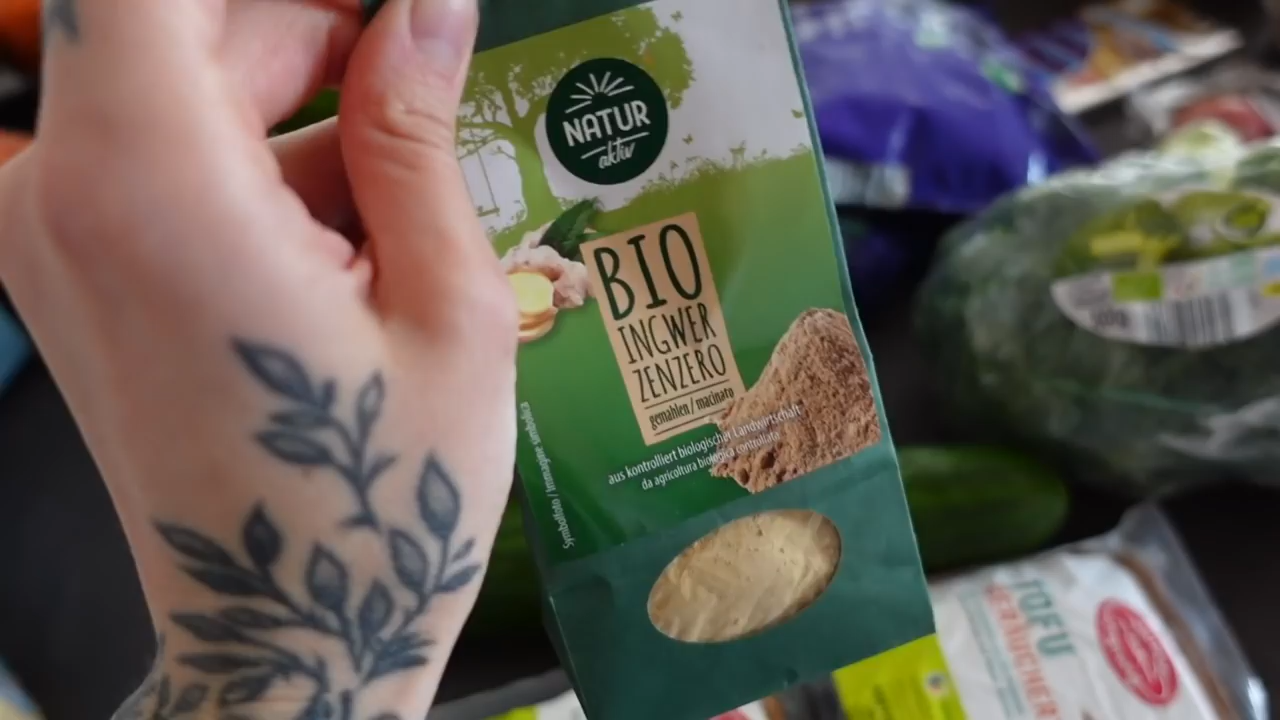 NATUR
aktiv
BIO
INGWER
ZENZERO
gemahlen / macinato
aus kontrolliert biologischer Landwirtschaft
da agricoltura biologica controllata
Symbolfoto / Immagine simbolica
TOFU
GERÄUCHERT